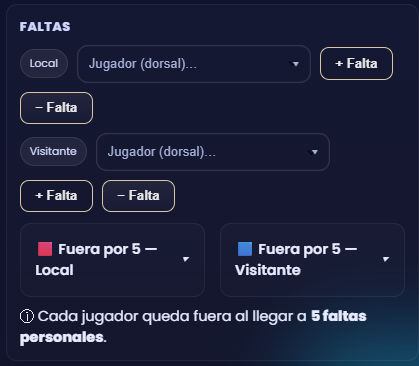 FALTAS
Local Jugador (dorsal)... + Falta
− Falta
Visitante Jugador (dorsal)...
+ Falta − Falta
Fuera por 5 — Local
Fuera por 5 — Visitante
ⓘ Cada jugador queda fuera al llegar a 5 faltas
personales.